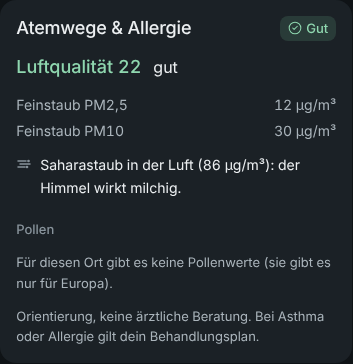 Atemwege & Allergie
Gut
Luftqualität 22 gut
Feinstaub PM2,5 12 µg/m³
Feinstaub PM10 30 µg/m³
Saharastaub in der Luft (86 µg/m³): der
Himmel wirkt milchig.
Pollen
Für diesen Ort gibt es keine Pollenwerte (sie gibt es
nur für Europa).
Orientierung, keine ärztliche Beratung. Bei Asthma
oder Allergie gilt dein Behandlungsplan.